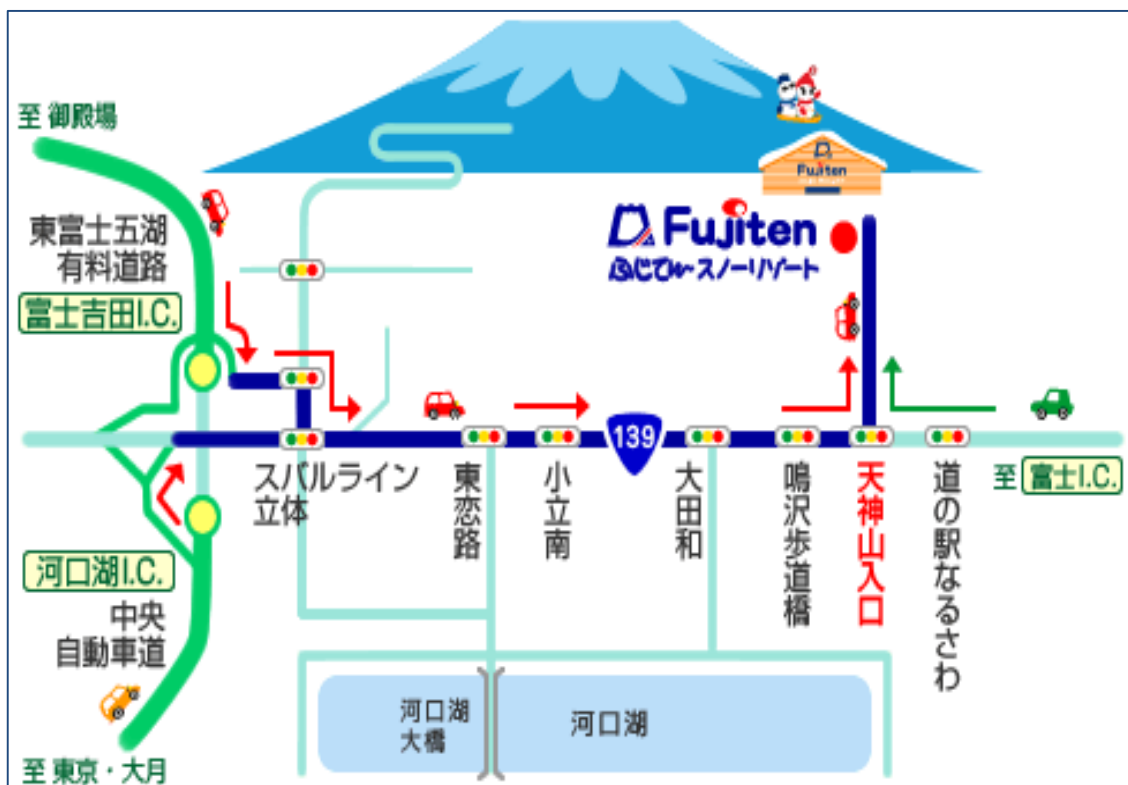 至 御殿場
東富士五湖
有料道路
富士吉田I.C.
Fujiten
Fujiten
ふじてんスノーリゾート
139
スバルライン
立体
東恋路
小立南
大田和
鳴沢歩道橋
天神山入口
道の駅なるさわ
至 富士I.C.
河口湖I.C.
中央
自動車道
至 東京・大月
河口湖
大橋
河口湖